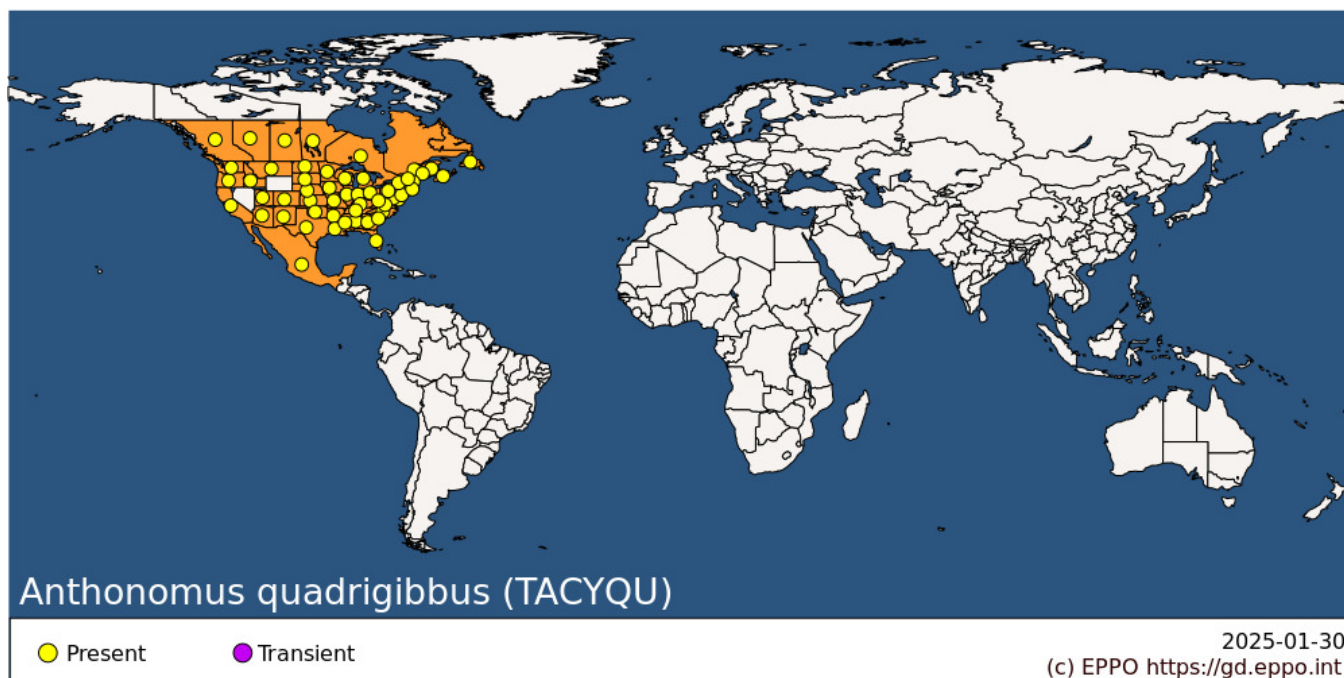 Anthonomus quadrigibbus (TACYQU)
Present
Transient
2025-01-30
(c) EPPO https://gd.eppo.int